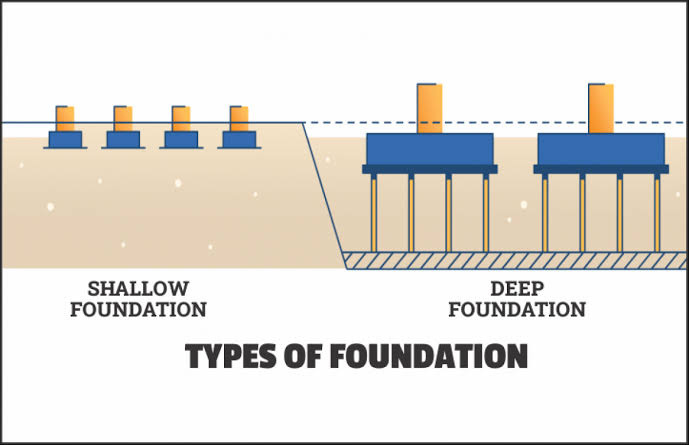 SHALLOW
FOUNDATION
DEEP
FOUNDATION
TYPES OF FOUNDATION